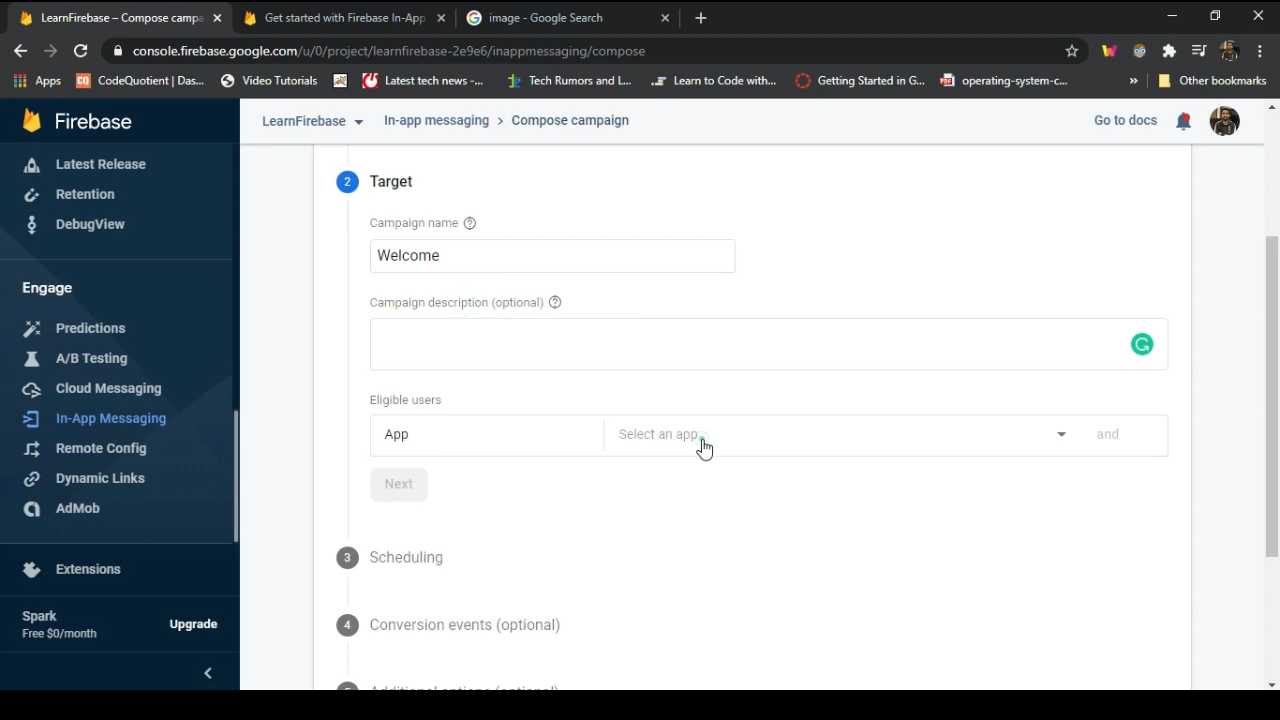 LearnFirebase – Compose campa
Get started with Firebase In-App
image - Google Search
console.firebase.google.com/u/0/project/learnfirebase-2e9e6/inappmessaging/compose
Apps
CQ
CodeQuotient | Das...
Video Tutorials
Latest tech news -...
Tech Rumors and I...
Learn to Code with...
Getting Started in G...
operating-system-c...
»
Other bookmarks
Firebase
LearnFirebase
In-app messaging > Compose campaign
Go to docs
Latest Release
Retention
DebugView
Engage
Predictions
A/B Testing
Cloud Messaging
In-App Messaging
Remote Config
Dynamic Links
AdMob
Extensions
Spark
Free $0/month
Upgrade
2 Target
Campaign name
Welcome
Campaign description (optional)
Eligible users
App
Select an app
and
Next
3 Scheduling
4 Conversion events (optional)
5 Additional options (optional)